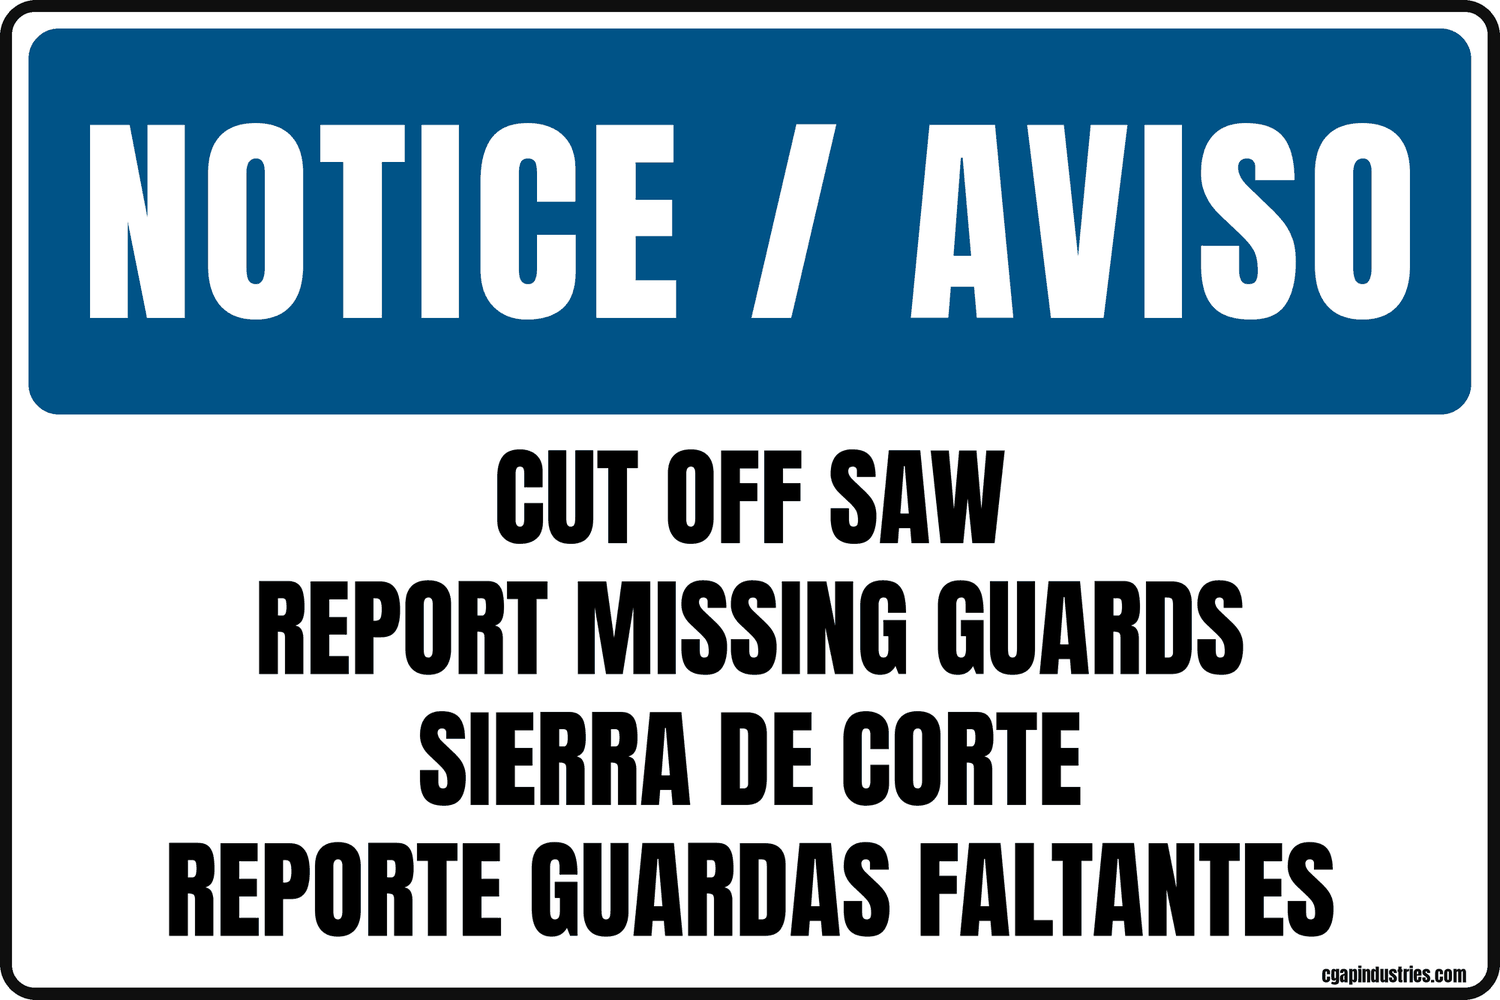 NOTICE / AVISO
CUT OFF SAW
REPORT MISSING GUARDS
SIERRA DE CORTE
REPORTE GUARDAS FALTANTES
cgapindustries.com